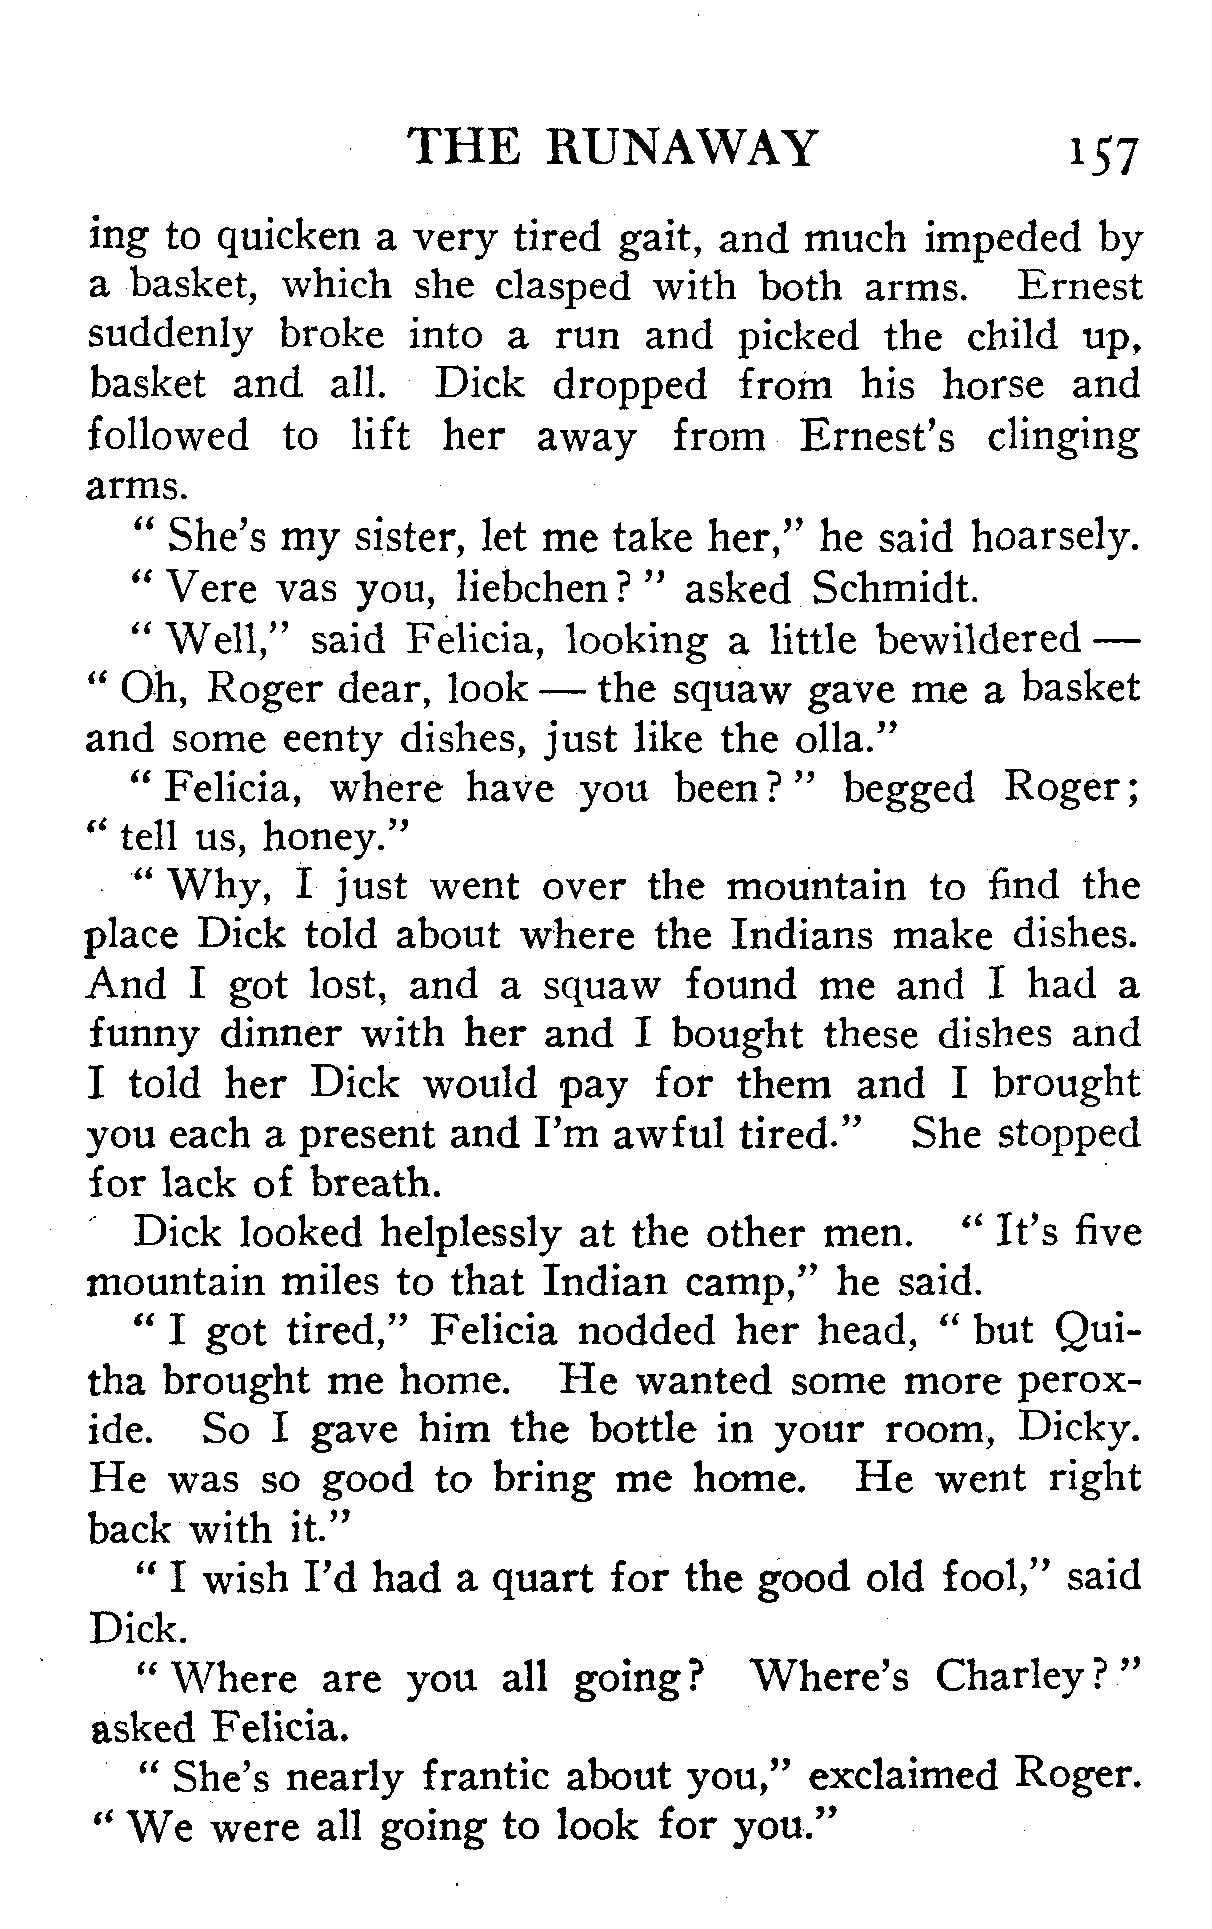 THE RUNAWAY 157
ing to quicken a very tired gait, and much impeded by
a basket, which she clasped with both arms. Ernest
suddenly broke into a run and picked the child up,
basket and all. Dick dropped from his horse and
followed to lift her away from Ernest's clinging
arms.
" She's my sister, let me take her," he said hoarsely.
" Vere vas you, liebchen? " asked Schmidt.
" Well," said Felicia, looking a little bewildered —
" Oh, Roger dear, look — the squaw gave me a basket
and some eenty dishes, just like the olla."
" Felicia, where have you been? " begged Roger;
" tell us, honey."
" Why, I just went over the mountain to find the
place Dick told about where the Indians make dishes.
And I got lost, and a squaw found me and I had a
funny dinner with her and I bought these dishes and
I told her Dick would pay for them and I brought
you each a present and I'm awful tired." She stopped
for lack of breath.
Dick looked helplessly at the other men. " It's five
mountain miles to that Indian camp," he said.
" I got tired," Felicia nodded her head, " but Qui-
tha brought me home. He wanted some more perox-
ide. So I gave him the bottle in your room, Dicky.
He was so good to bring me home. He went right
back with it."
" I wish I'd had a quart for the good old fool," said
Dick.
" Where are you all going? Where's Charley? "
asked Felicia.
" She's nearly frantic about you," exclaimed Roger.
" We were all going to look for you."